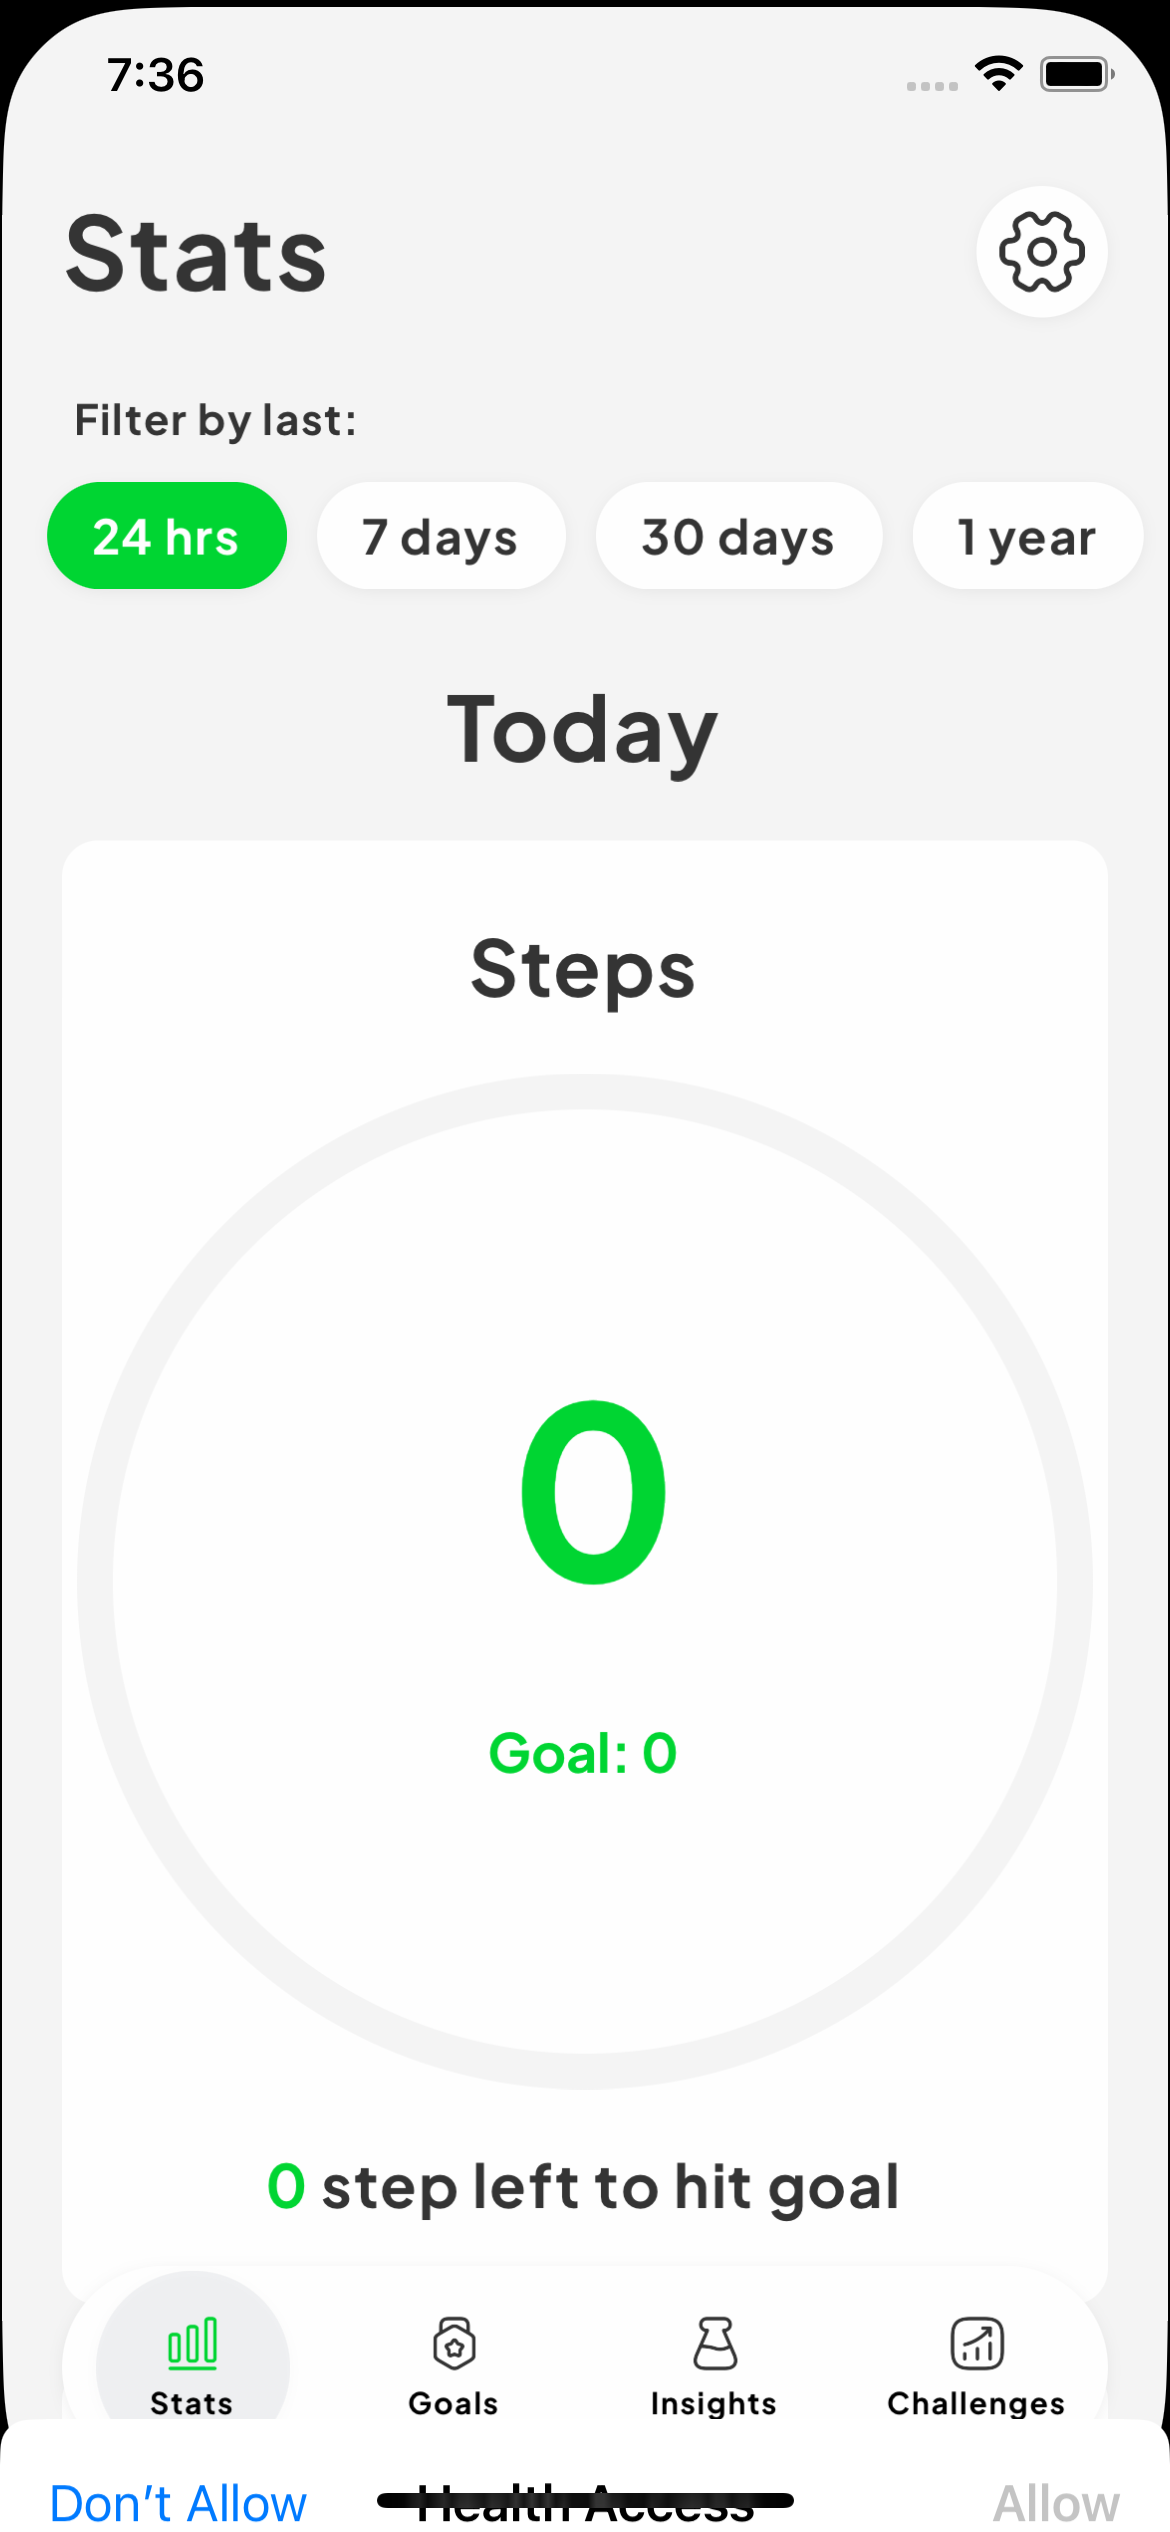 7:36
Stats
Filter by last:
24 hrs
7 days
30 days
1 year
Today
Steps
0
Goal: 0
0 step left to hit goal
Stats
Goals
Insights
Challenges
Don’t Allow
Health Access
Allow